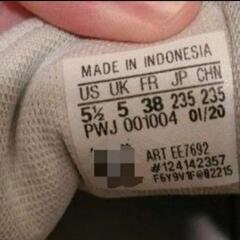 MADE IN INDONESIA
US UK FR JP CHN
5½ 5 38 235 235
PWJ 001004 01/20
ART EE7692
#124142357
F6Y9V1F@82215